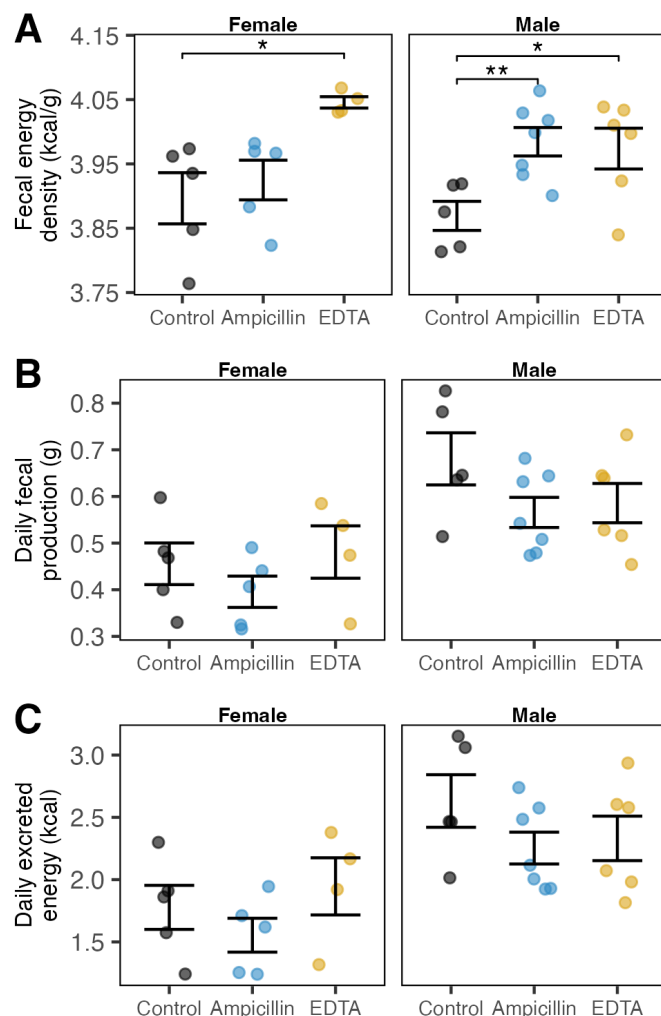 A
Female
Male
Fecal energy
density (kcal/g)
4.15
4.05
3.95
3.85
3.75
*
**
*
Control Ampicillin EDTA
Control Ampicillin EDTA
B
Female
Male
Daily fecal
production (g)
0.8
0.7
0.6
0.5
0.4
0.3
Control Ampicillin EDTA
Control Ampicillin EDTA
C
Female
Male
Daily excreted
energy (kcal)
3.0
2.5
2.0
1.5
Control Ampicillin EDTA
Control Ampicillin EDTA